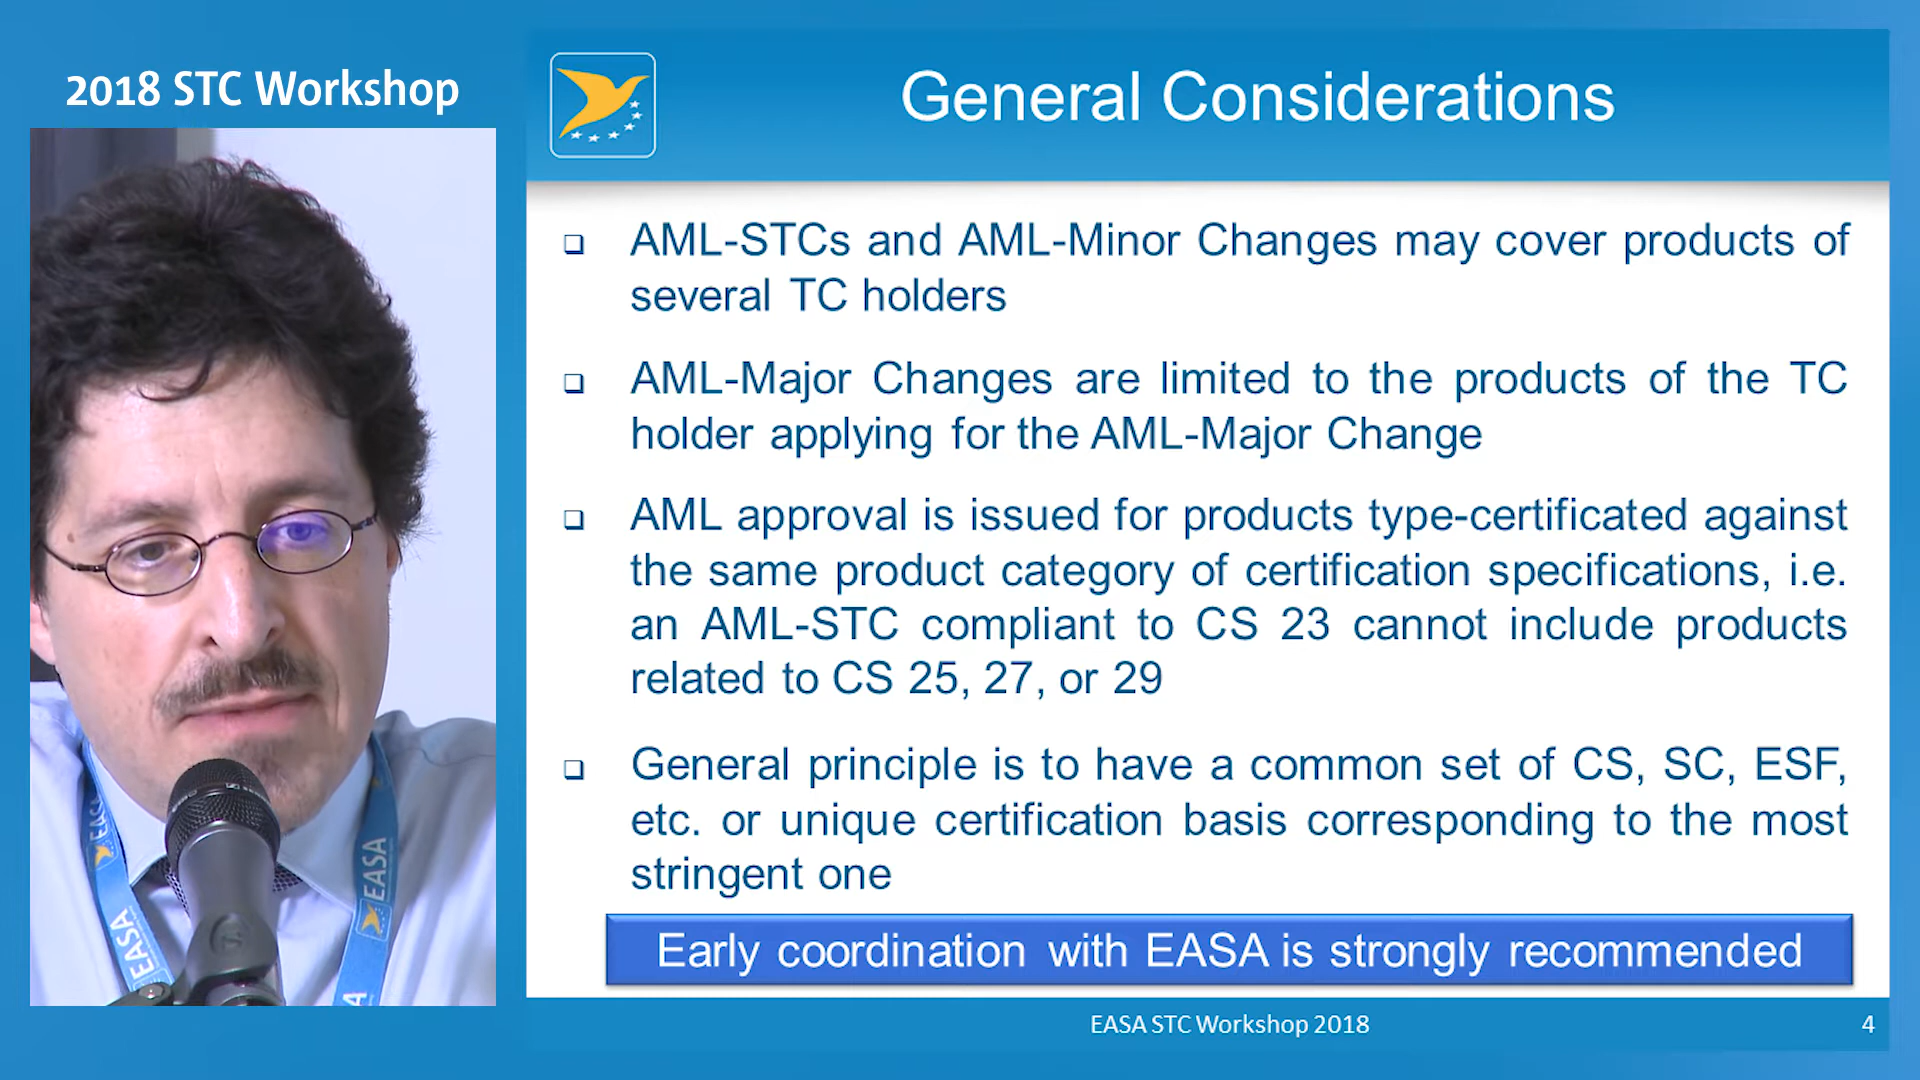 2018 STC Workshop
General Considerations
AML-STCs and AML-Minor Changes may cover products of
several TC holders
AML-Major Changes are limited to the products of the TC
holder applying for the AML-Major Change
AML approval is issued for products type-certificated against
the same product category of certification specifications, i.e.
an AML-STC compliant to CS 23 cannot include products
related to CS 25, 27, or 29
General principle is to have a common set of CS, SC, ESF,
etc. or unique certification basis corresponding to the most
stringent one
Early coordination with EASA is strongly recommended
EASA STC Workshop 2018
4
EASA
EASA
EASA